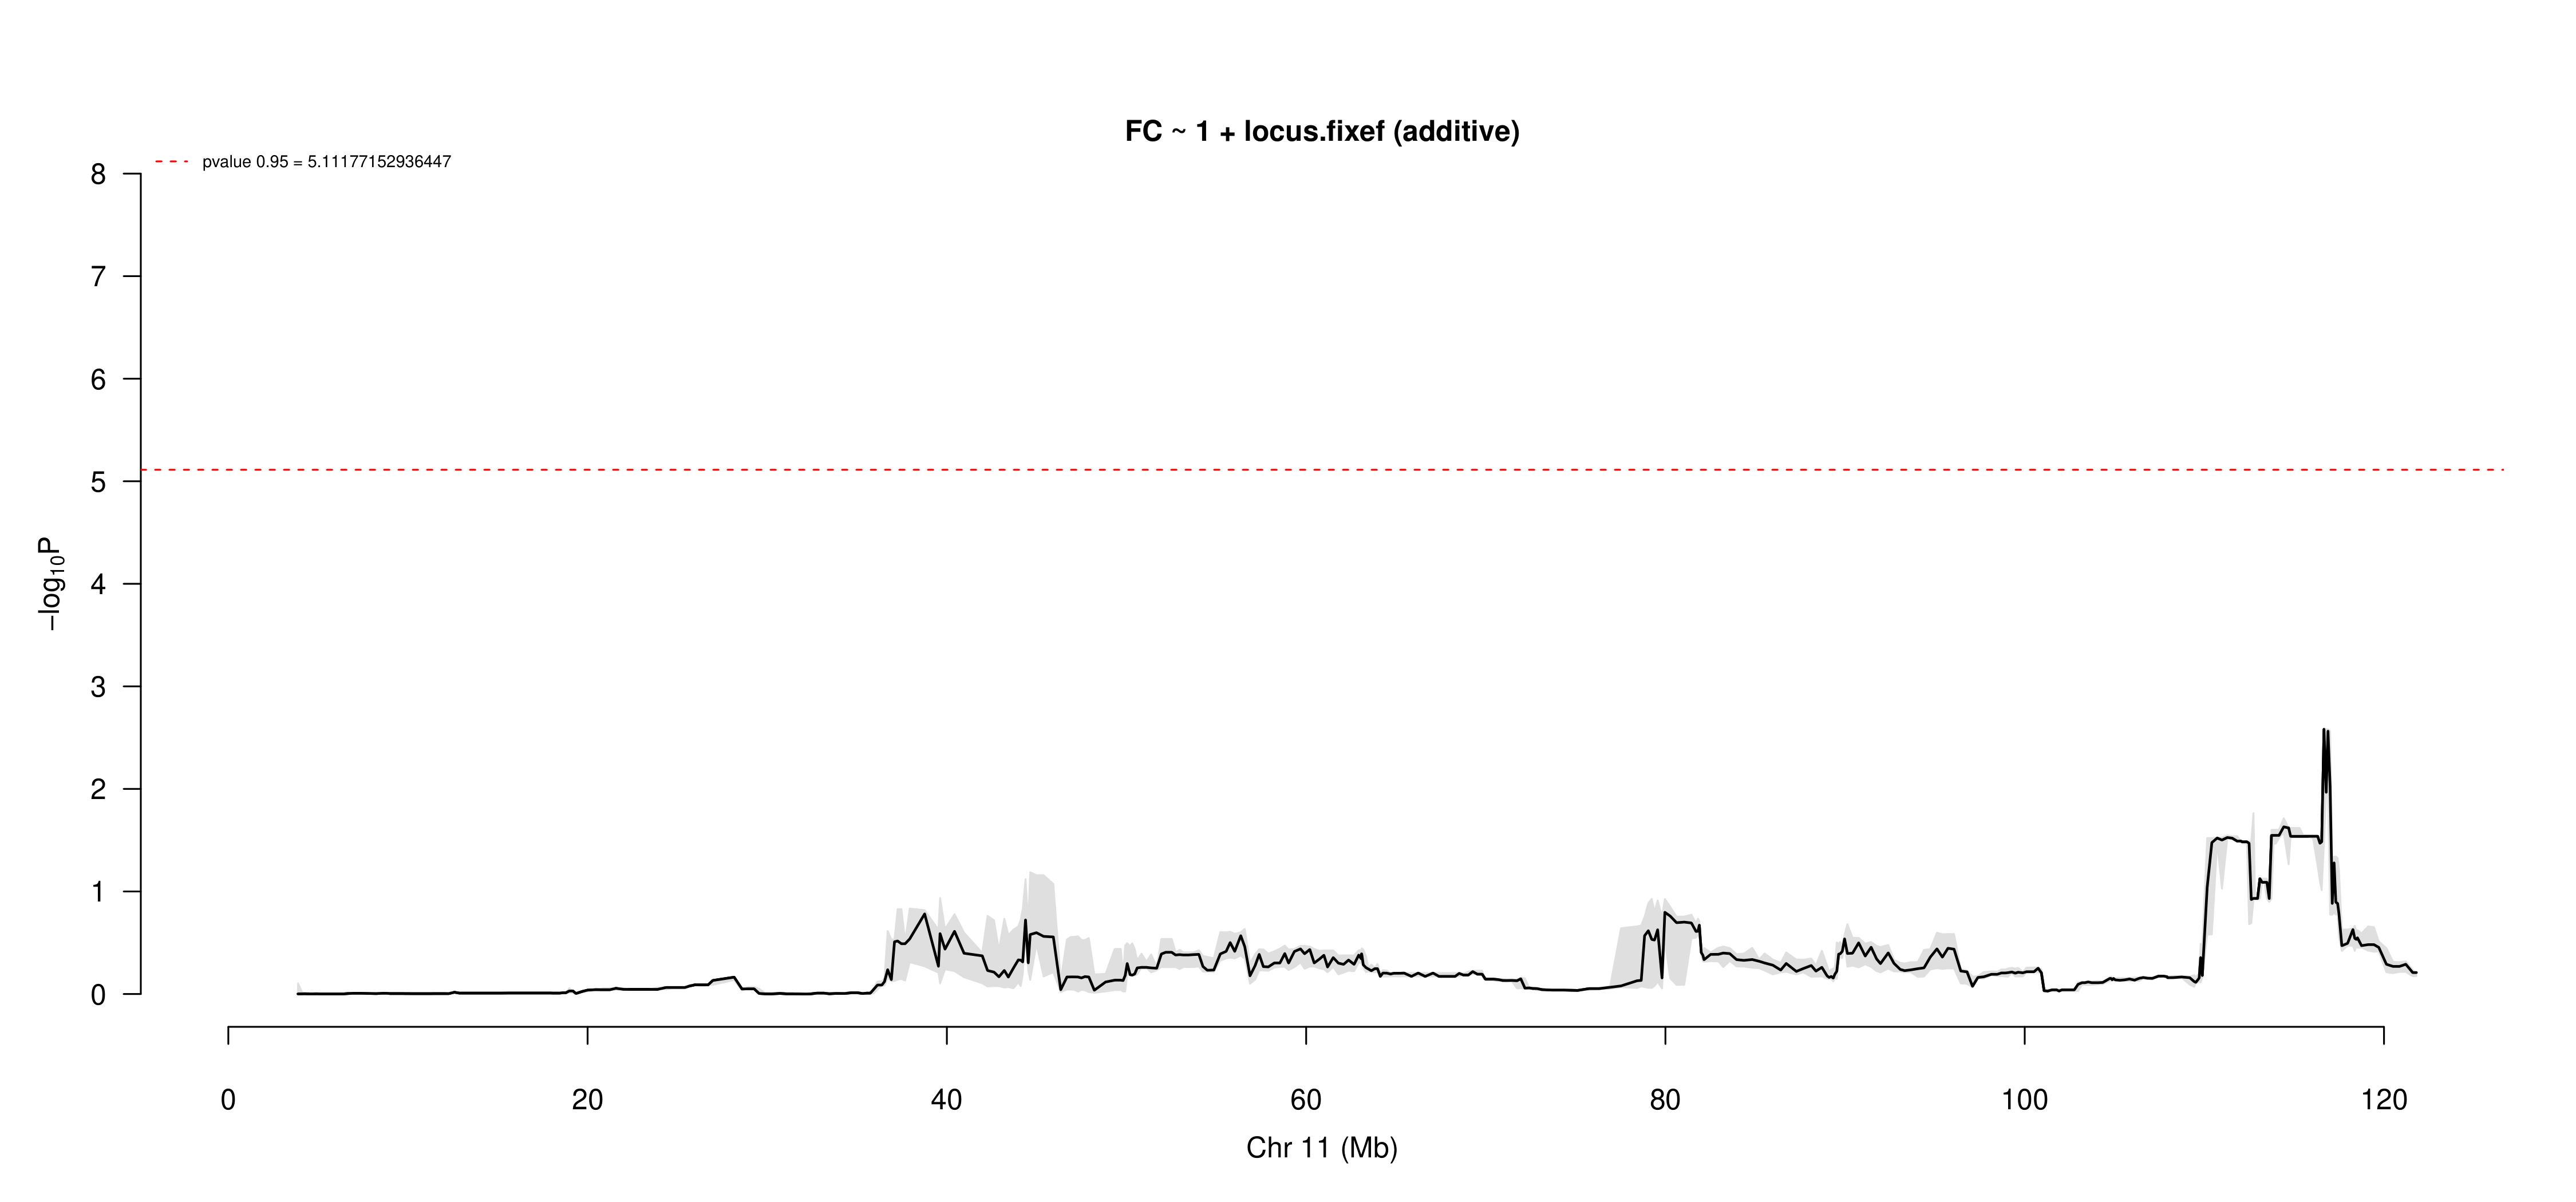 FC ~ 1 + locus.fixef (additive)
pvalue 0.95 = 5.11177152936447
8
7
6
5
4
3
2
1
0
−log10P
0 20 40 60 80 100 120
Chr 11 (Mb)